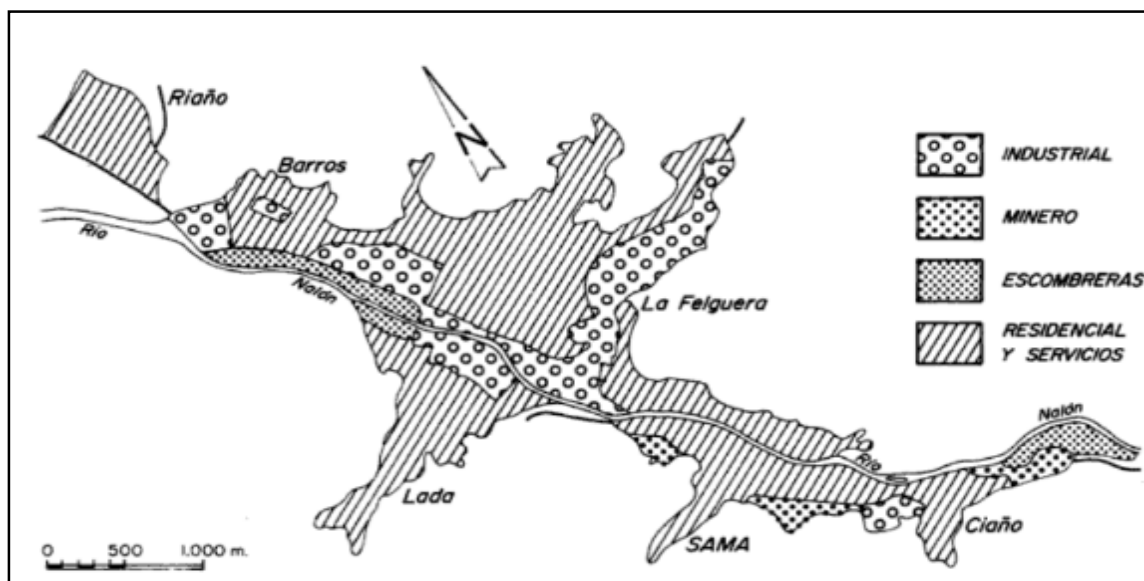 Riaño
Barros
N
INDUSTRIAL
MINERO
ESCOMBRERAS
RESIDENCIAL
Y SERVICIOS
Río
Nalón
La Felguera
Nalón
Río
Lada
SAMA
Ciaño
0 500 1.000 m.